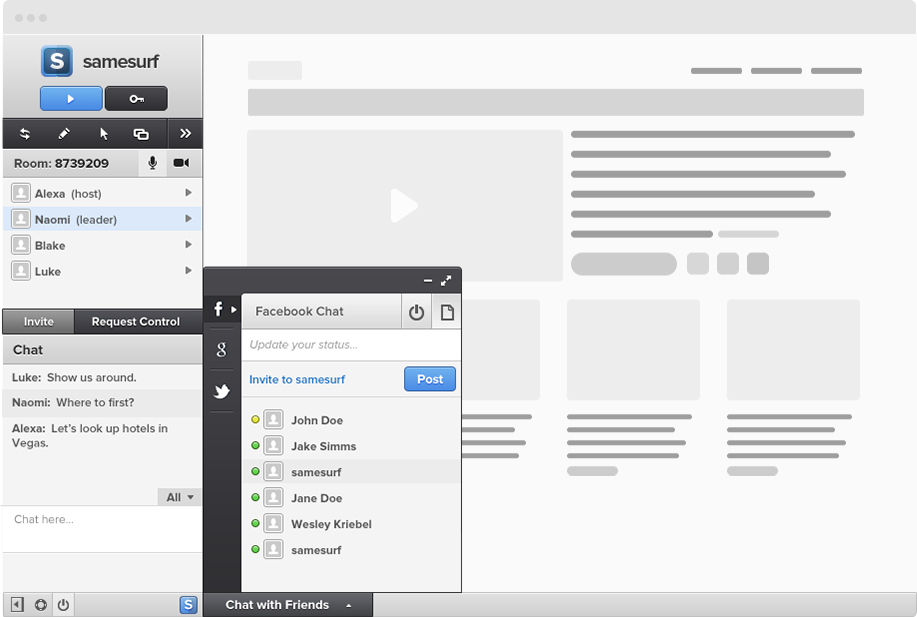 S samesurf
Room: 8739209
Alexa (host)
Naomi (leader)
Blake
Luke
Invite Request Control
Chat
Luke: Show us around.
Naomi: Where to first?
Alexa: Let's look up hotels in
Vegas.
All
Chat here...
S
f
Facebook Chat
g
Update your status...
Invite to samesurf Post
John Doe
Jake Simms
samesurf
Jane Doe
Wesley Kriebel
samesurf
Chat with Friends